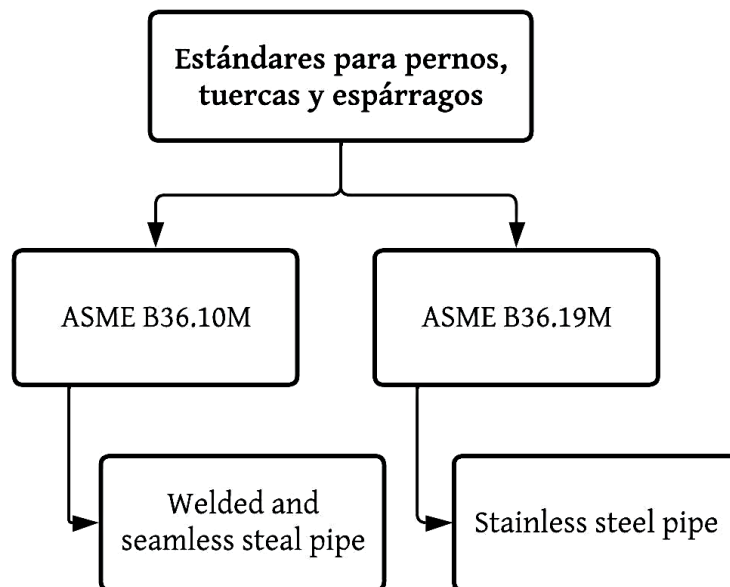 Estándares para pernos,
tuercas y espárragos
ASME B36.10M
ASME B36.19M
Welded and
seamless steal pipe
Stainless steel pipe